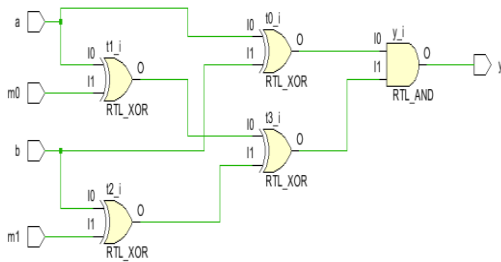 a
t0_i
y_i
t1_i
I0
O
I0
O
I0
I1
I1
O
y
m0
I1
RTL_XOR
RTL_AND
RTL_XOR
t3_i
I0
O
b
I1
t2_i
RTL_XOR
I0
O
m1
I1
RTL_XOR